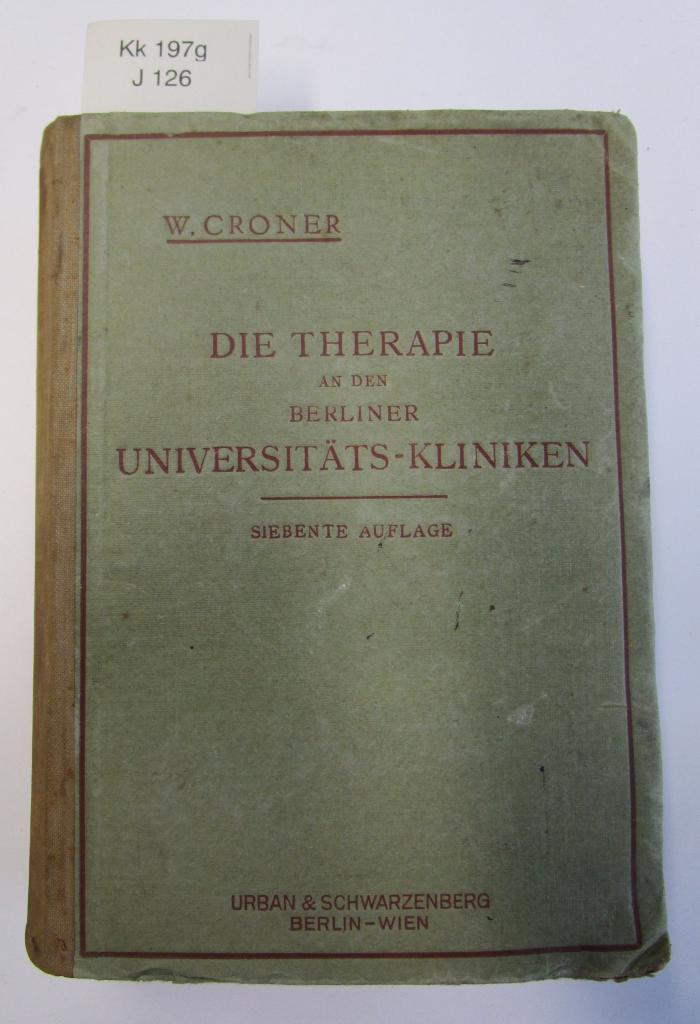 Kk 197g
J 126
W. CRONER
DIE THERAPIE
AN DEN
BERLINER
UNIVERSITÄTS-KLINIKEN
SIEBENTE AUFLAGE
URBAN & SCHWARZENBERG
BERLIN-WIEN